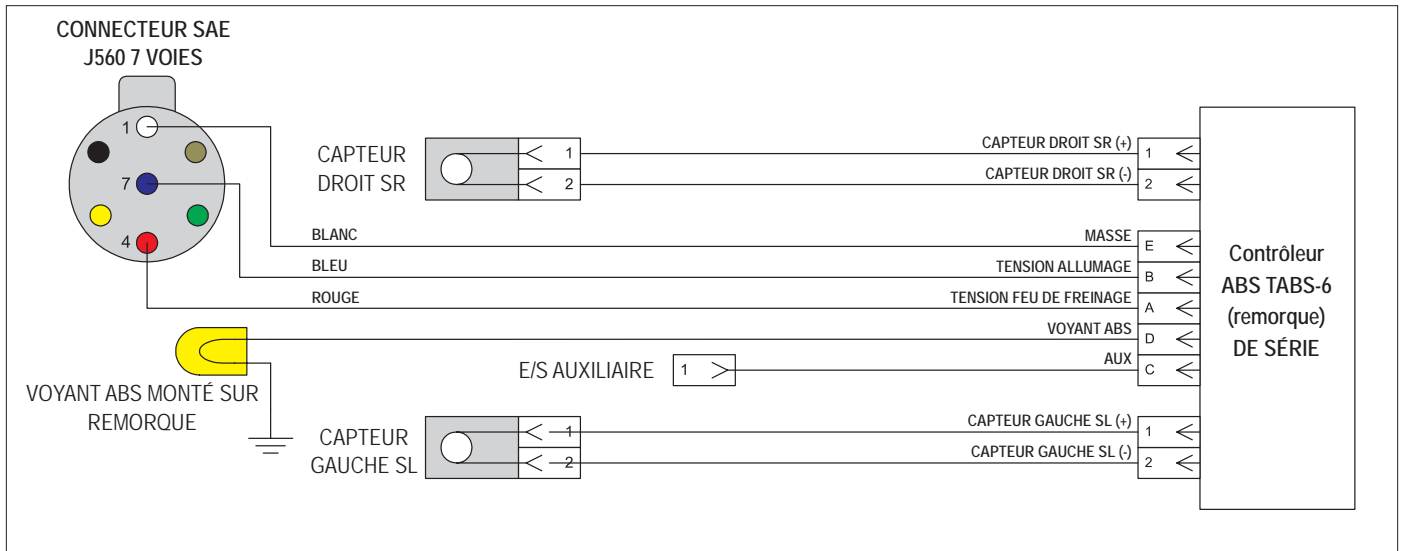 CONNECTEUR SAE
J560 7 VOIES
1
7
4
CAPTEUR
DROIT SR
1
2
CAPTEUR DROIT SR (+)
CAPTEUR DROIT SR (-)
1
2
BLANC
MASSE
E
BLEU
TENSION ALLUMAGE
B
ROUGE
TENSION FEU DE FREINAGE
A
VOYANT ABS
D
E/S AUXILIAIRE
1
AUX
C
Contrôleur
ABS TABS-6
(remorque)
DE SÉRIE
VOYANT ABS MONTÉ SUR
REMORQUE
CAPTEUR
GAUCHE SL
1
2
CAPTEUR GAUCHE SL (+)
CAPTEUR GAUCHE SL (-)
1
2